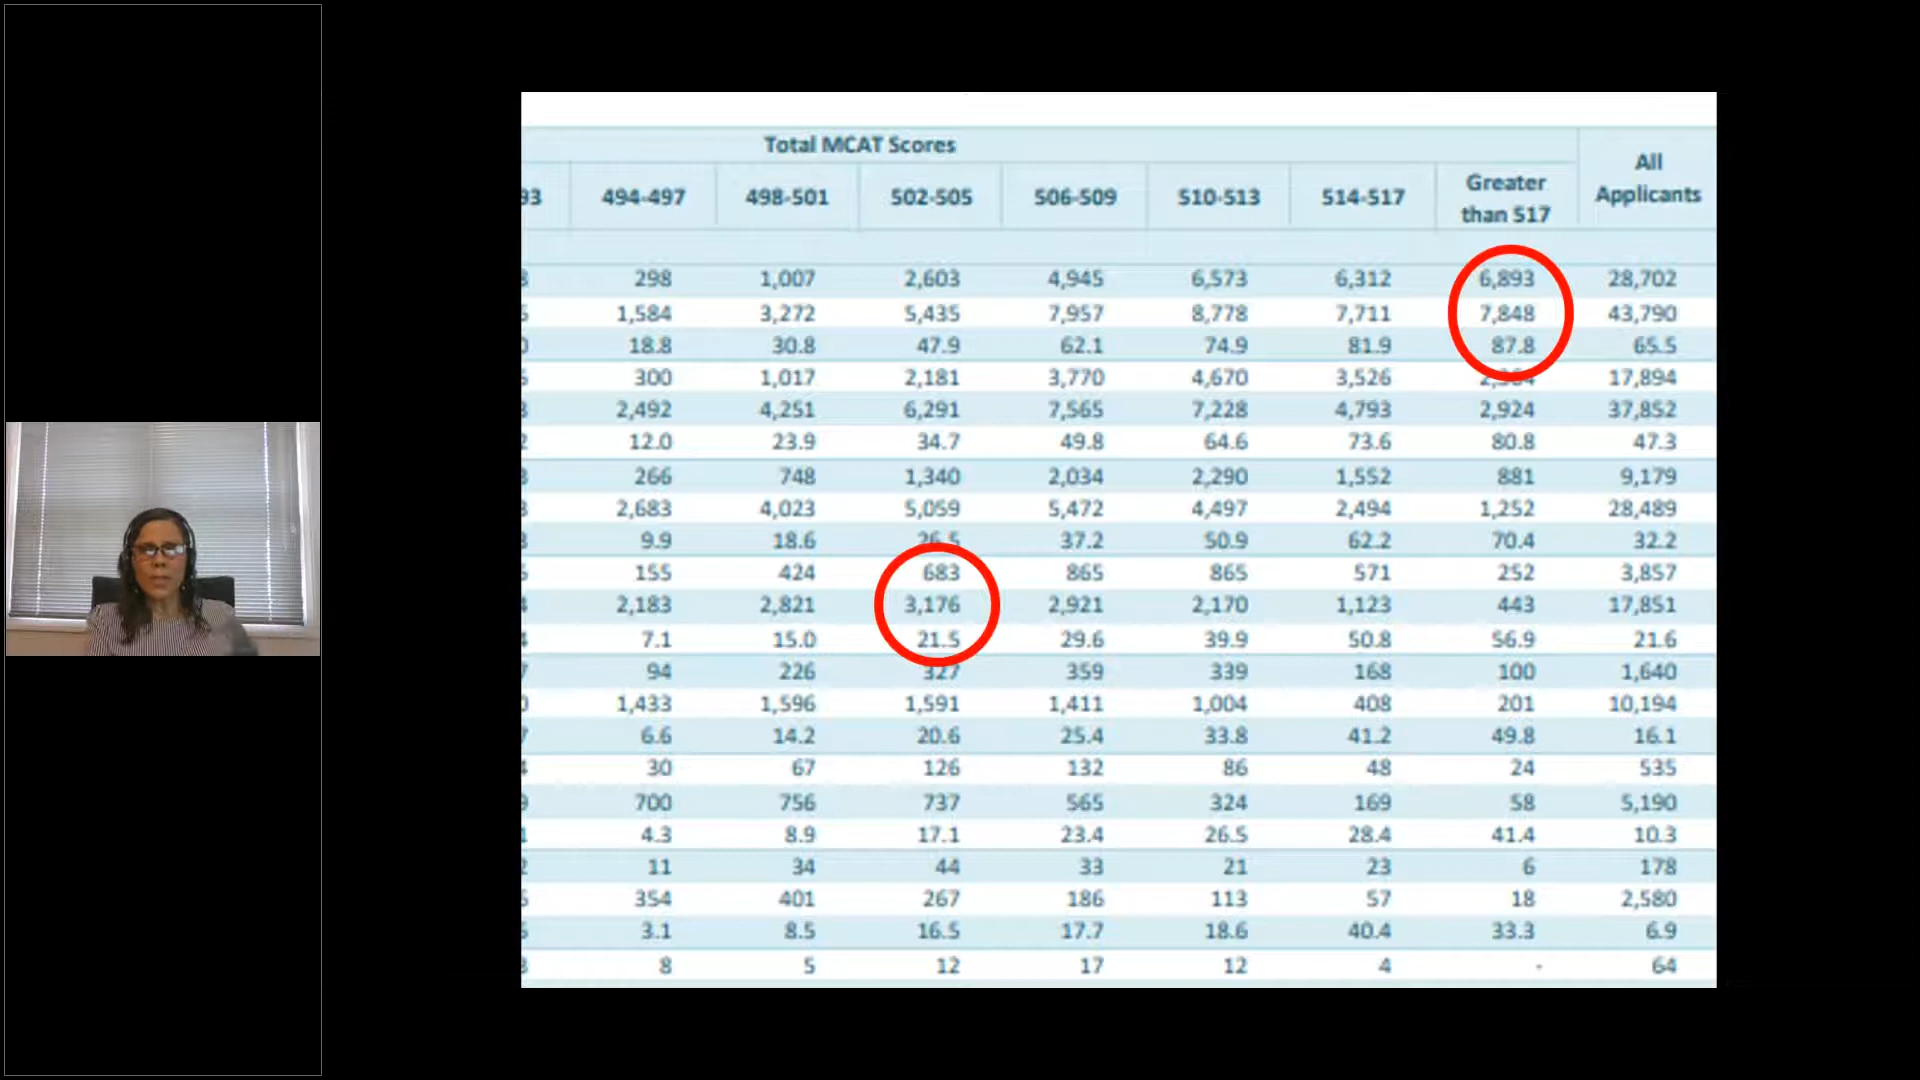 Total MCAT Scores
93 494-497 498-501 502-505 506-509 510-513 514-517 Greater than 517 All Applicants
298 1,007 2,603 4,945 6,573 6,312 6,893 28,702
1,584 3,272 5,435 7,957 8,778 7,711 7,848 43,790
18.8 30.8 47.9 62.1 74.9 81.9 87.8 65.5
300 1,017 2,181 3,770 4,670 3,526 17,894
2,492 4,251 6,291 7,565 7,228 4,793 2,924 37,852
12.0 23.9 34.7 49.8 64.6 73.6 80.8 47.3
266 748 1,340 2,034 2,290 1,552 881 9,179
2,683 4,023 5,059 5,472 4,497 2,494 1,252 28,489
9.9 18.6 26.5 37.2 50.9 62.2 70.4 32.2
155 424 683 865 865 571 252 3,857
2,183 2,821 3,176 2,921 2,170 1,123 443 17,851
7.1 15.0 21.5 29.6 39.9 50.8 56.9 21.6
94 226 327 359 339 168 100 1,640
1,433 1,596 1,591 1,411 1,004 408 201 10,194
6.6 14.2 20.6 25.4 33.8 41.2 49.8 16.1
30 67 126 132 86 48 24 535
700 756 737 565 324 169 58 5,190
4.3 8.9 17.1 23.4 26.5 28.4 41.4 10.3
11 34 44 33 21 23 6 178
354 401 267 186 113 57 18 2,580
3.1 8.5 16.5 17.7 18.6 40.4 33.3 6.9
8 5 12 17 12 4 - 64